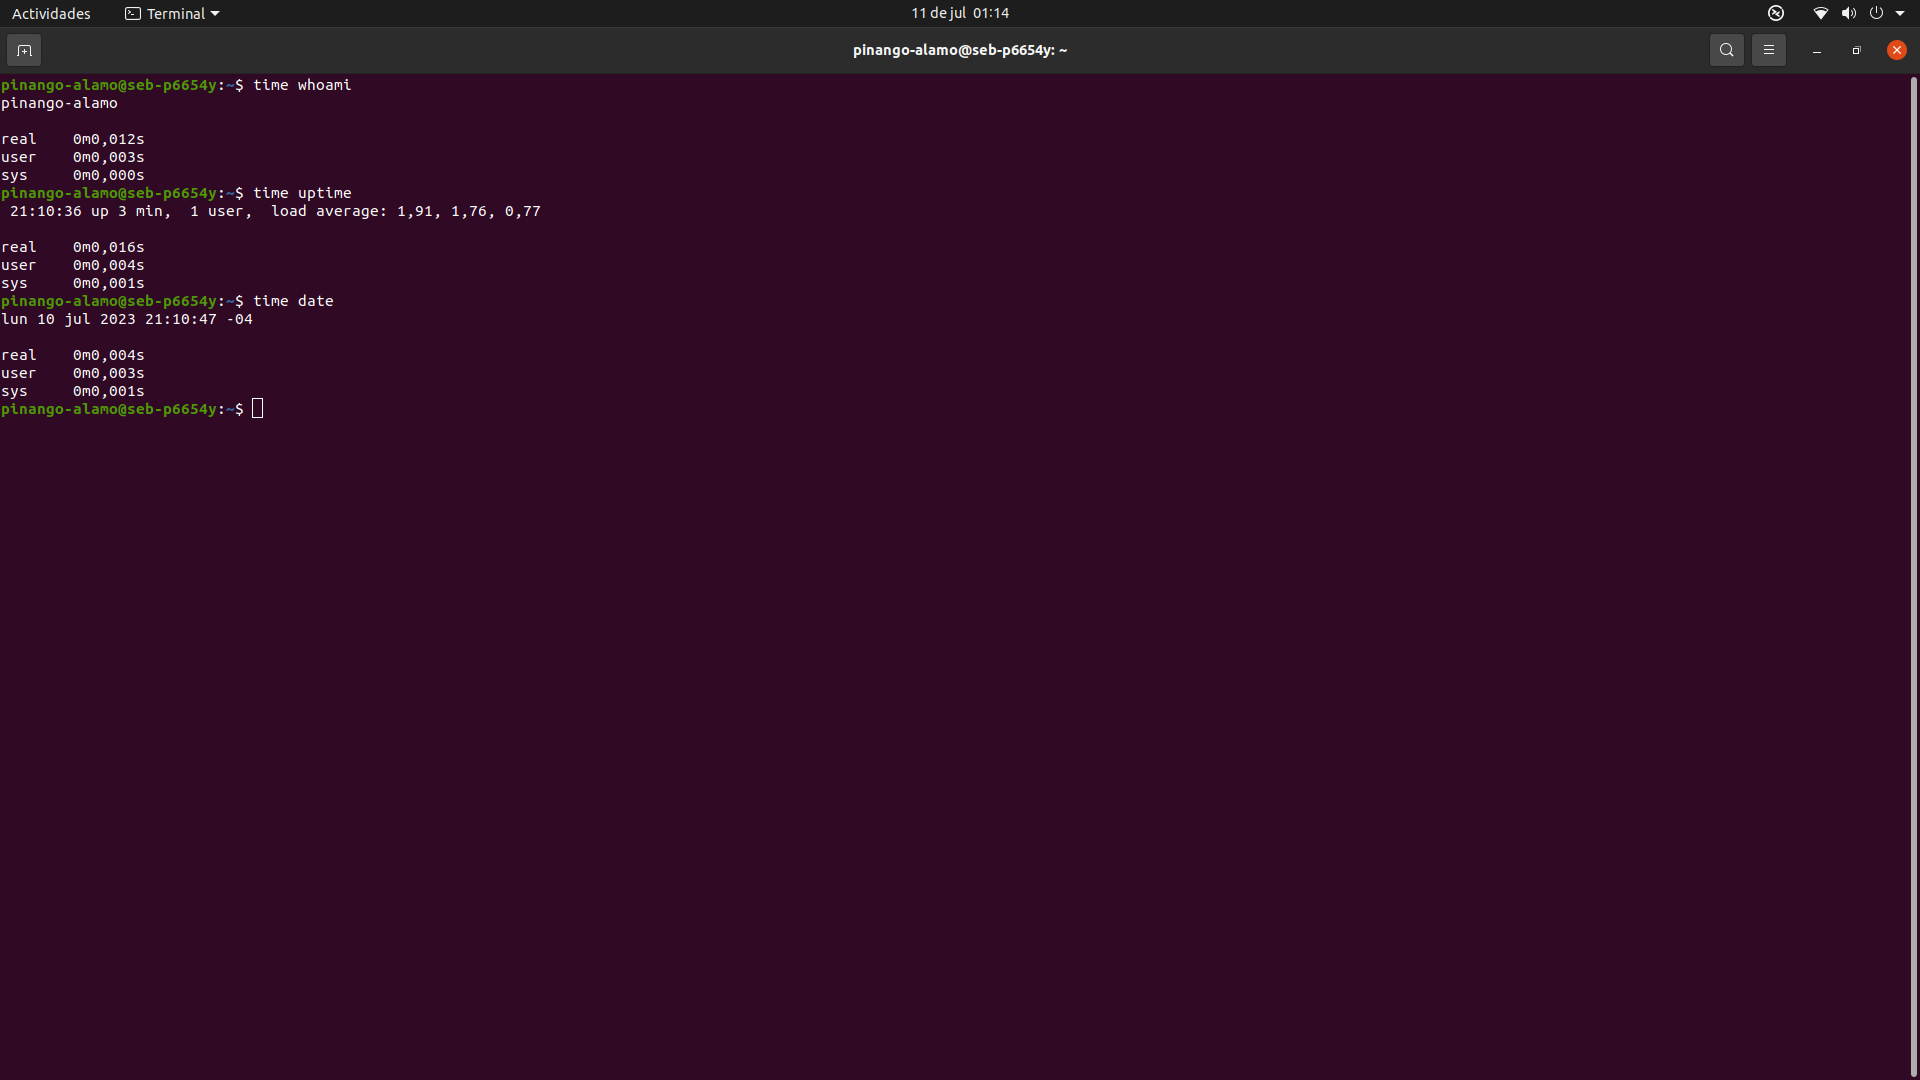 Actividades Terminal 11 de jul 01:14
pinango-alamo@seb-p6654y: ~
pinango-alamo@seb-p6654y:~$ time whoami
pinango-alamo
real 0m0,012s
user 0m0,003s
sys 0m0,000s
pinango-alamo@seb-p6654y:~$ time uptime
21:10:36 up 3 min, 1 user, load average: 1,91, 1,76, 0,77
real 0m0,016s
user 0m0,004s
sys 0m0,001s
pinango-alamo@seb-p6654y:~$ time date
lun 10 jul 2023 21:10:47 -04
real 0m0,004s
user 0m0,003s
sys 0m0,001s
pinango-alamo@seb-p6654y:~$